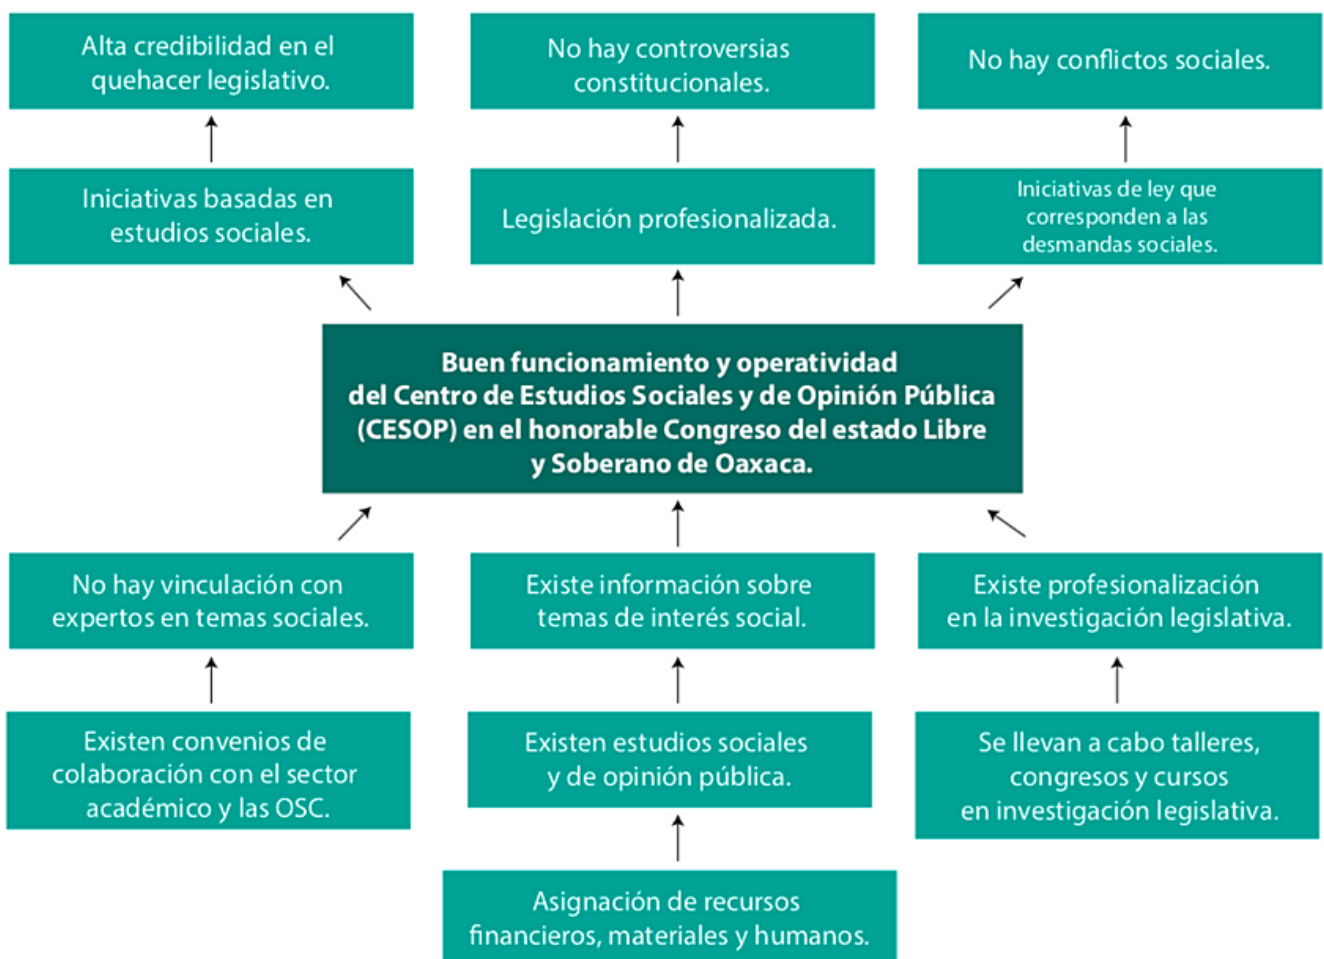 Alta credibilidad en el
quehacer legislativo.
No hay controversias
constitucionales.
No hay conflictos sociales.
Iniciativas basadas en
estudios sociales.
Legislación profesionalizada.
Iniciativas de ley que
corresponden a las
desmandas sociales.
Buen funcionamiento y operatividad
del Centro de Estudios Sociales y de Opinión Pública
(CESOP) en el honorable Congreso del estado Libre
y Soberano de Oaxaca.
No hay vinculación con
expertos en temas sociales.
Existe información sobre
temas de interés social.
Existe profesionalización
en la investigación legislativa.
Existen convenios de
colaboración con el sector
académico y las OSC.
Existen estudios sociales
y de opinión pública.
Se llevan a cabo talleres,
congresos y cursos
en investigación legislativa.
Asignación de recursos
financieros, materiales y humanos.